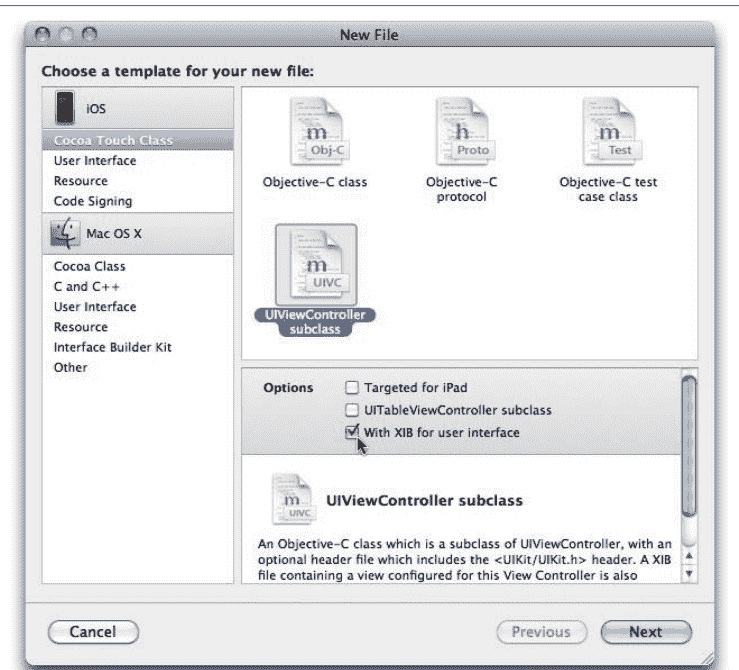 New File
Choose a template for your new file:
iOS
Cocoa Touch Class
User Interface
Resource
Code Signing
Mac OS X
Cocoa Class
C and C++
User Interface
Resource
Interface Builder Kit
Other
m
Obj-C
Objective-C class
h
Proto
Objective-C
protocol
m
Test
Objective-C test
case class
m
UIVC
UIViewController
subclass
Options
Targeted for iPad
UITableViewController subclass
With XIB for user interface
m
UIVC
UIViewController subclass
An Objective-C class which is a subclass of UIViewController, with an
optional header file which includes the <UIKit/UIKit.h> header. A XIB
file containing a view configured for this View Controller is also
Cancel
Previous
Next